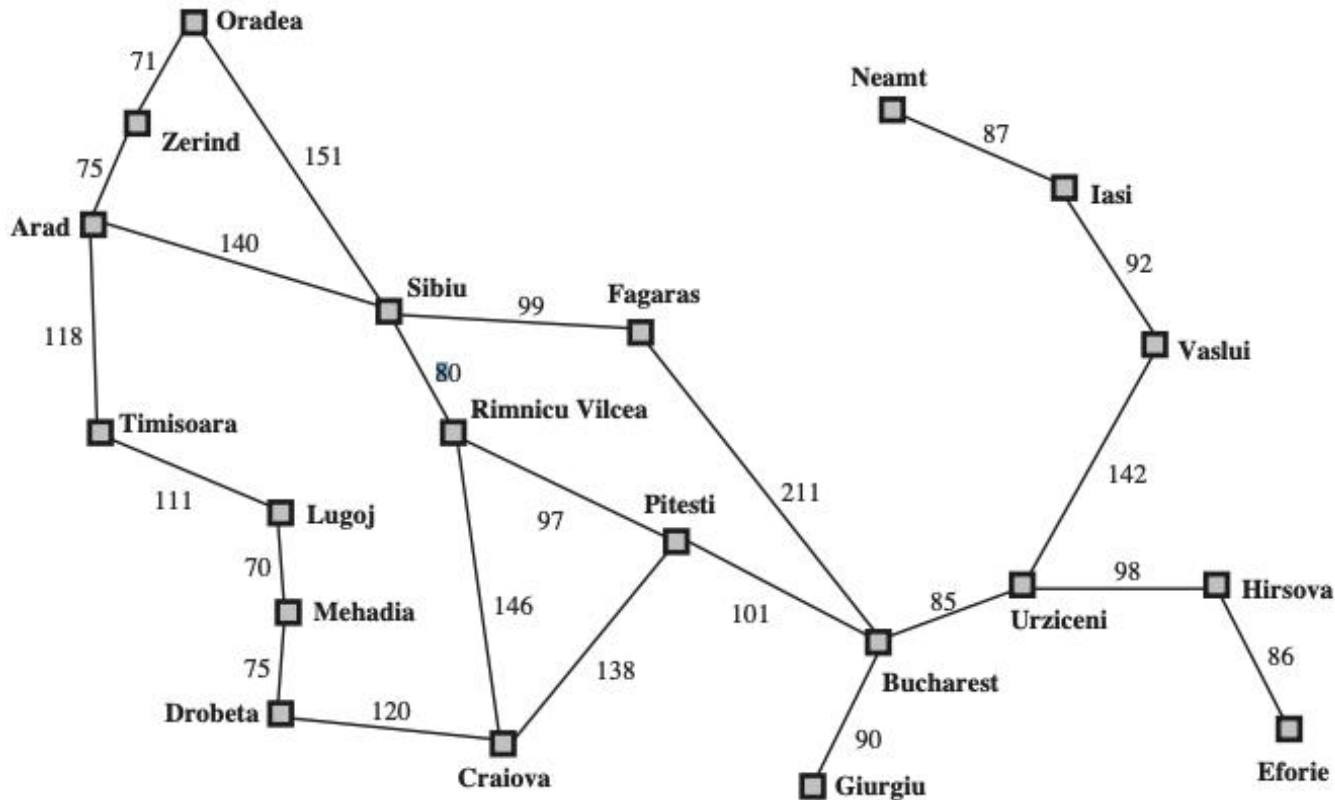 Oradea
71
Neamt
87
Zerind
151
75
Iasi
Arad
140
92
Sibiu
Fagaras
99
118
Vaslui
80
Rimnicu Vilcea
Timisoara
142
111
211
Pitesti
Lugoj
97
70
98
Hirsova
146
85
Mehadia
101
Urziceni
86
138
75
Bucharest
Drobeta
120
90
Craiova
Giurgiu
Eforie